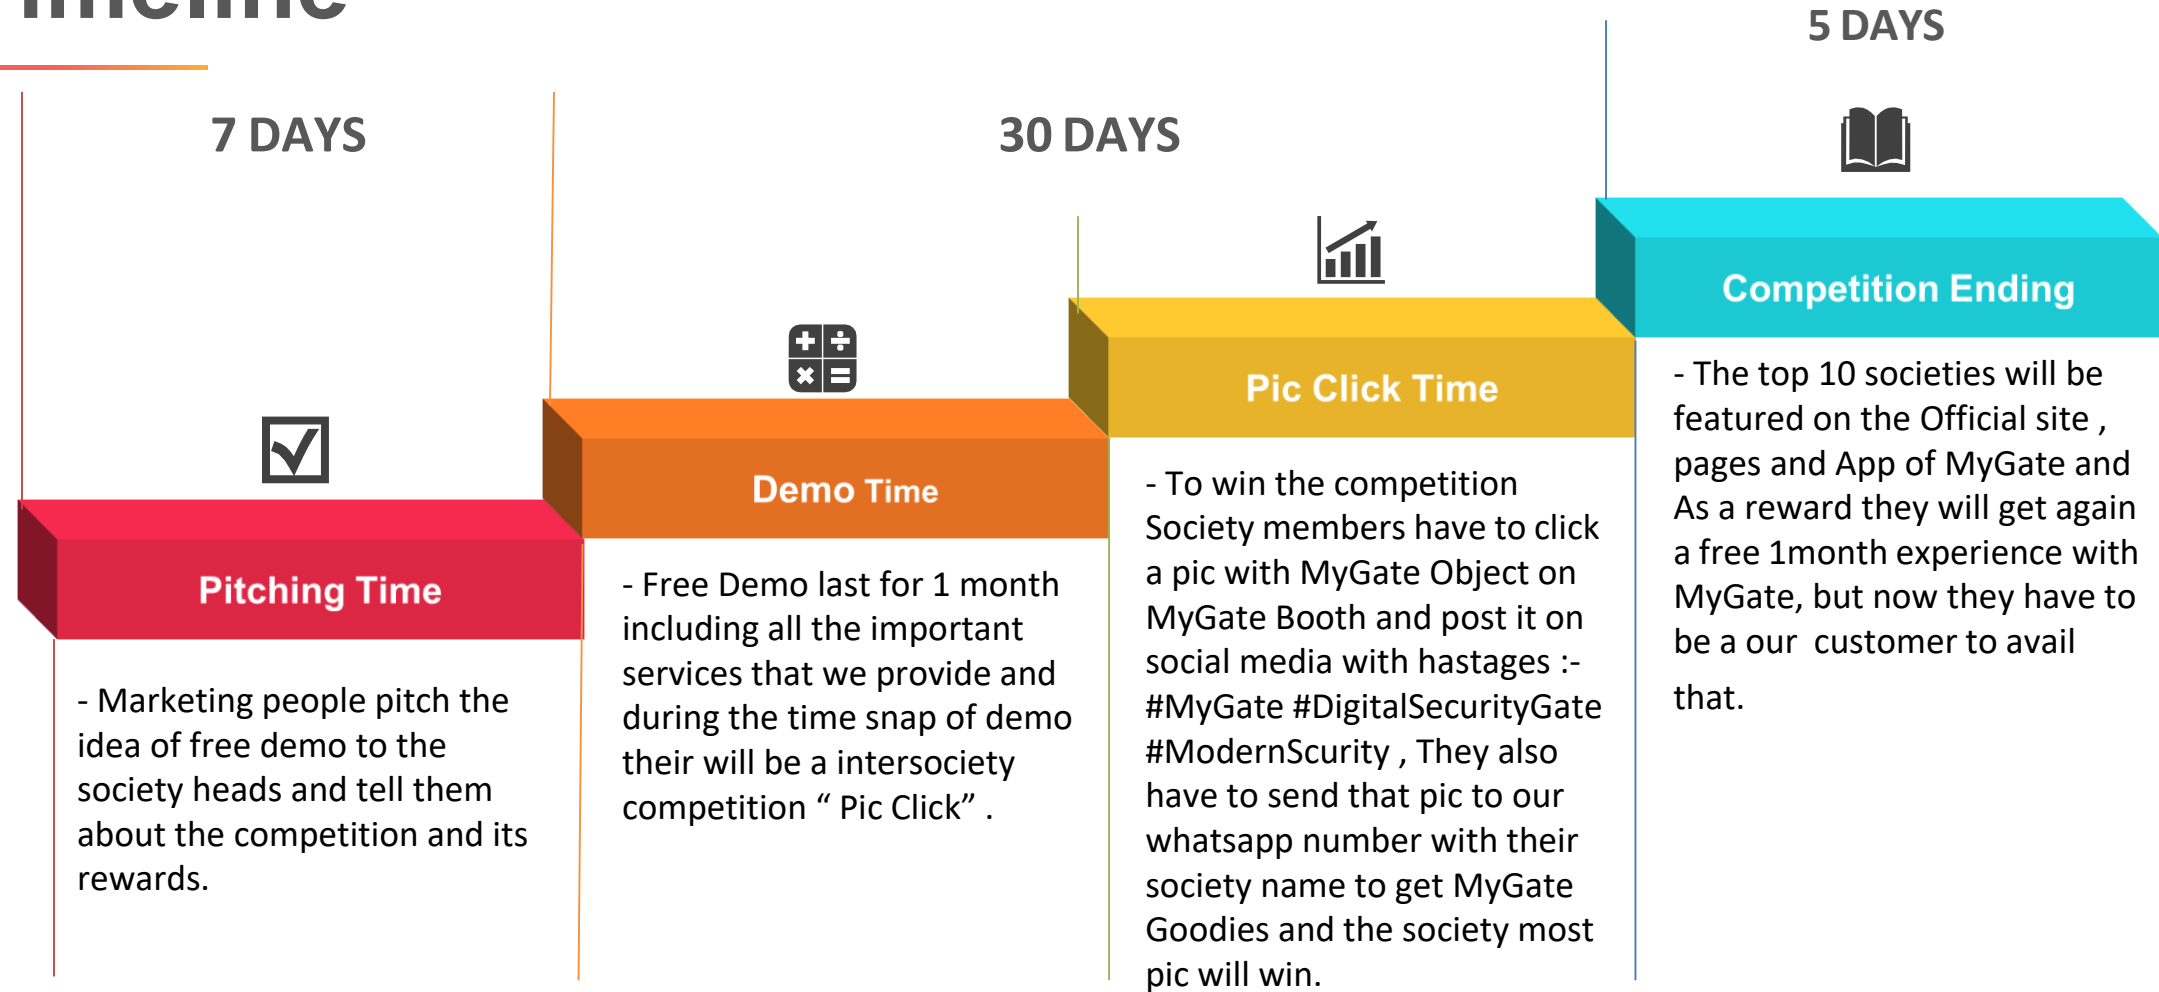 7 DAYS
30 DAYS
5 DAYS
Pitching Time
- Marketing people pitch the
idea of free demo to the
society heads and tell them
about the competition and its
rewards.
Demo Time
- Free Demo last for 1 month
including all the important
services that we provide and
during the time snap of demo
their will be a intersociety
competition “ Pic Click” .
Pic Click Time
- To win the competition
Society members have to click
a pic with MyGate Object on
MyGate Booth and post it on
social media with hastages :-
#MyGate #DigitalSecurityGate
#ModernScurity , They also
have to send that pic to our
whatsapp number with their
society name to get MyGate
Goodies and the society most
pic will win.
Competition Ending
- The top 10 societies will be
featured on the Official site ,
pages and App of MyGate and
As a reward they will get again
a free 1month experience with
MyGate, but now they have to
be a our  customer to avail
that.